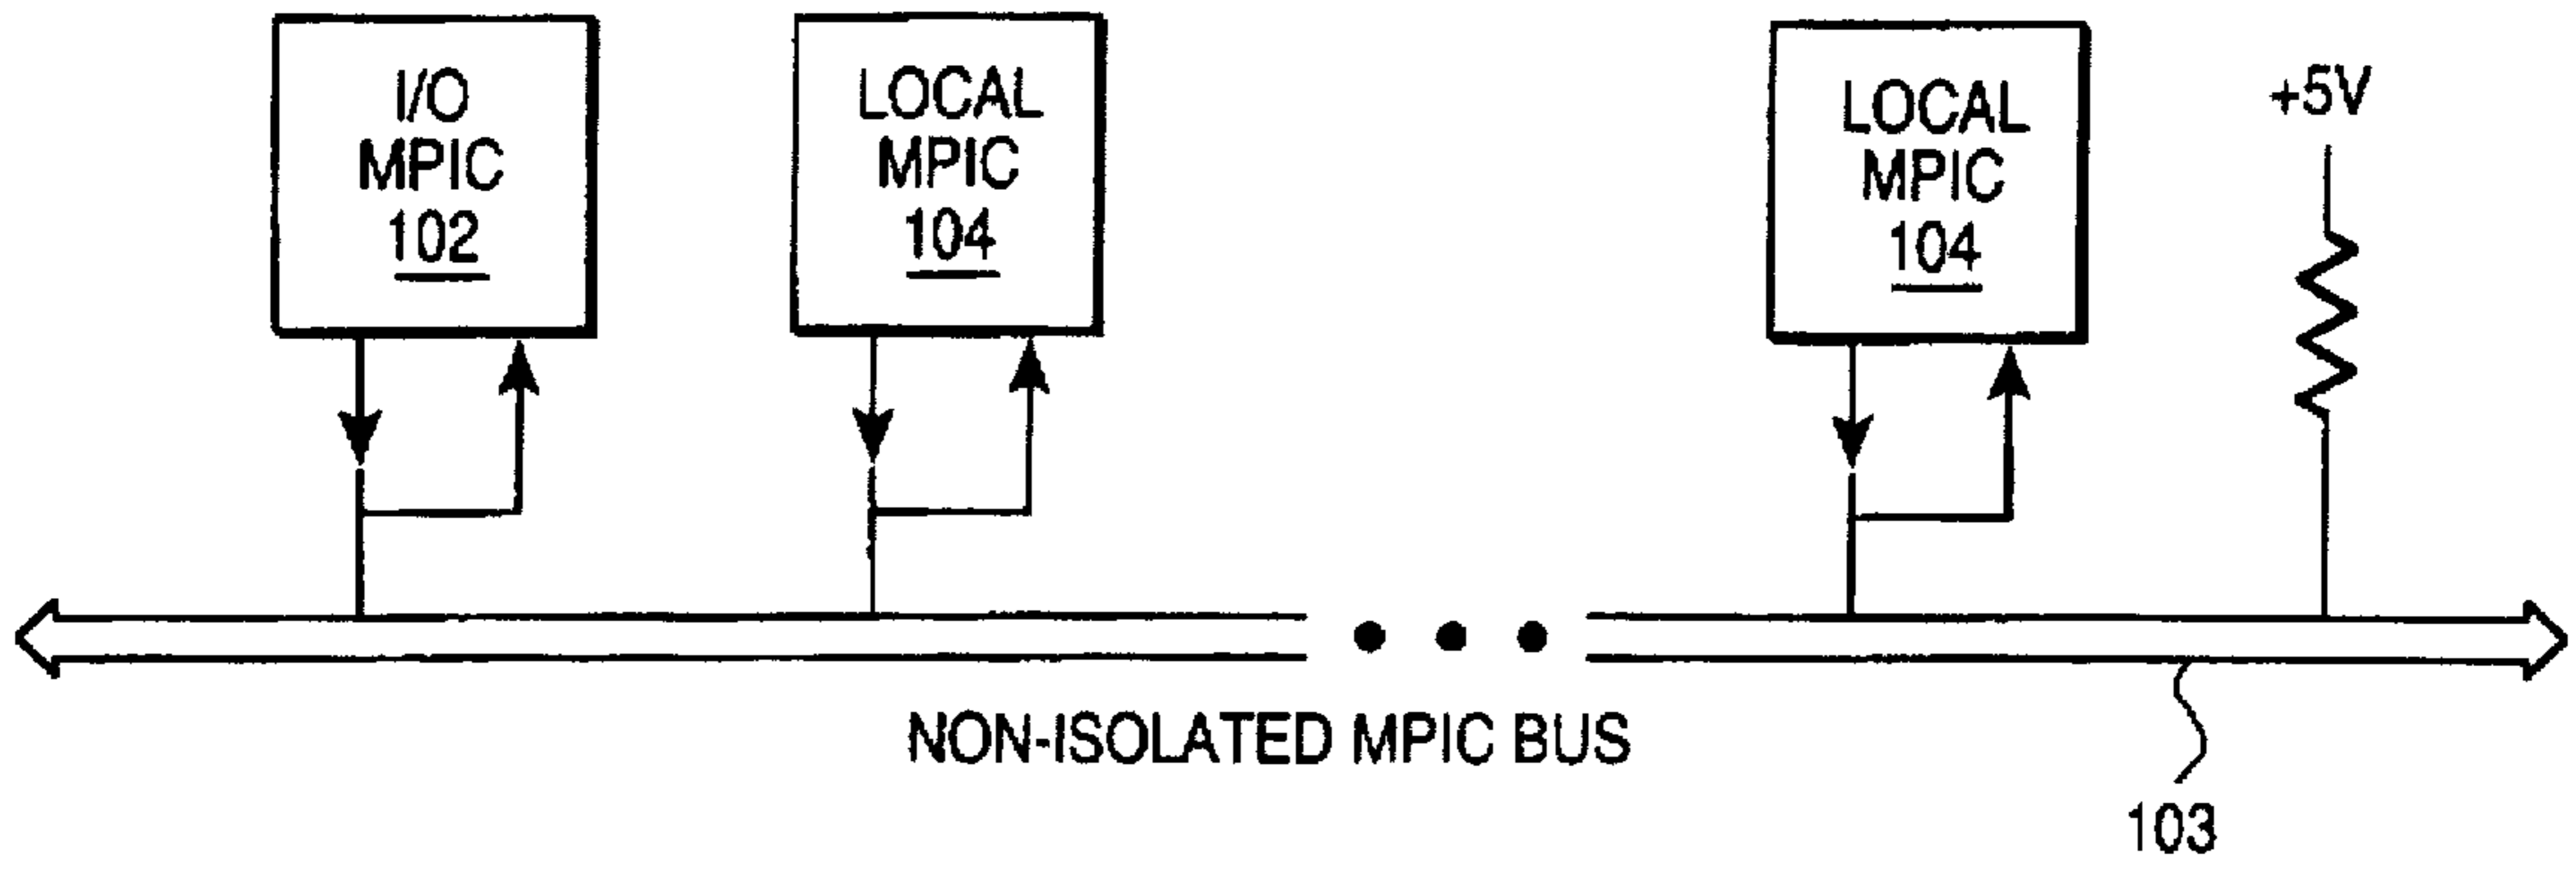 I/O
MPIC
102
LOCAL
MPIC
104
LOCAL
MPIC
104
+5V
NON-ISOLATED MPIC BUS
103